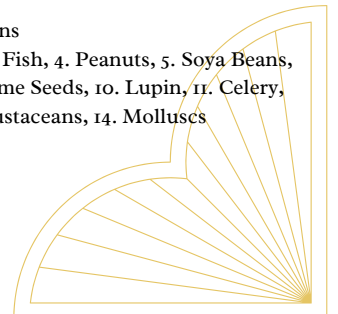 ns
Fish, 4. Peanuts, 5. Soya Beans,
me Seeds, 10. Lupin, 11. Celery,
ustaceans, 14. Molluscs